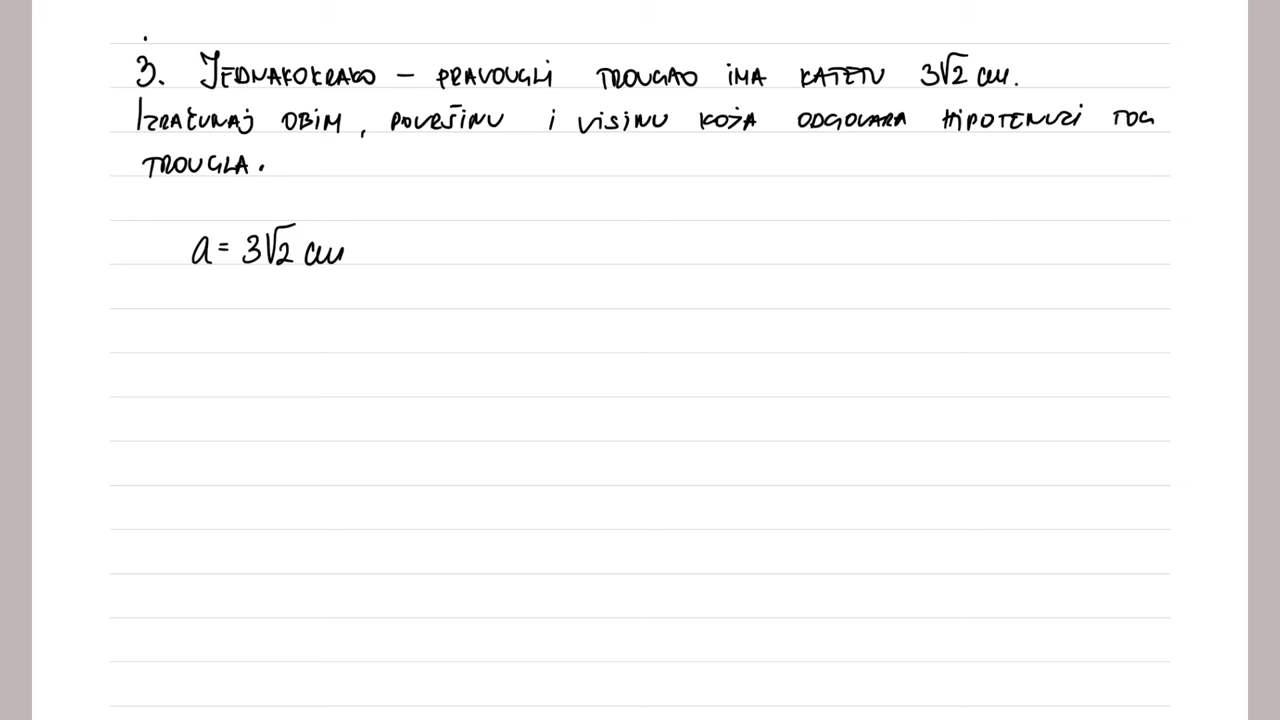 3. JEDNAKOKRAKO – PRAVOUGLI TROUGAO IMA KATETU 3√2 cm.
IZRAČUNAJ OBIM, POVRŠINU I VISINU KOJA ODGOVARA HIPOTENUZI TOG
TROUGLA.
a = 3√2 cm